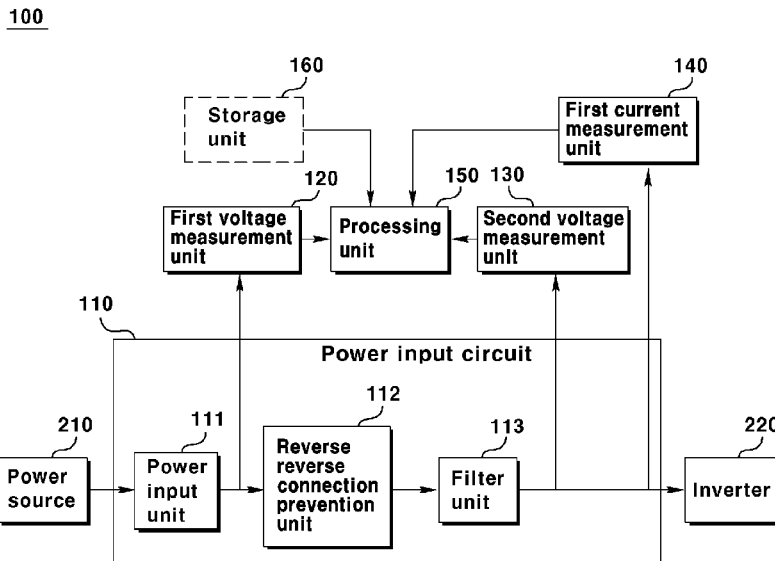 100
160
Storage
unit
140
First current
measurement
unit
120
First voltage
measurement
unit
150
Processing
unit
130
Second voltage
measurement
unit
110
Power input circuit
210
Power
source
111
Power
input
unit
112
Reverse
reverse
connection
prevention
unit
113
Filter
unit
220
Inverter